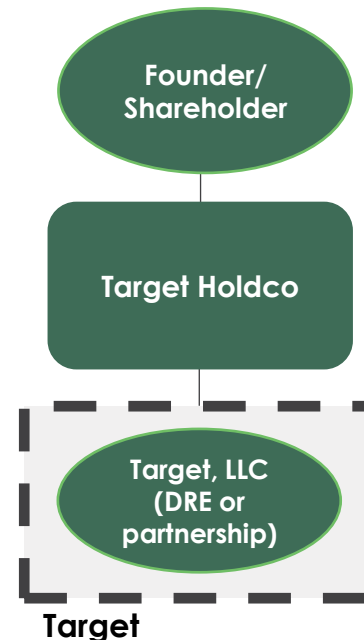 Founder/
Shareholder
Target Holdco
Target, LLC
(DRE or
partnership)
Target